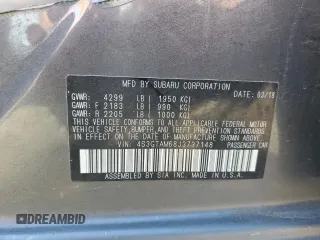 MFD BY SUBARU CORPORATION
GVWR: 4299 LB (1950 KG) DATE: 03/18
GAWR: F 2183 LB (990 KG)
GAWR: R 2205 LB (1000 KG)
THIS VEHICLE CONFORMS TO ALL APPLICABLE FEDERAL MOTOR
VEHICLE SAFETY, BUMPER, AND THEFT PREVENTION STANDARDS
IN EFFECT ON THE DATE OF MANUFACTURE SHOWN ABOVE.
VIN: 4S3GTAM68J3737148 PASSENGER CAR
ASSEMBLED BY SIA, INC. MADE IN U.S.A.